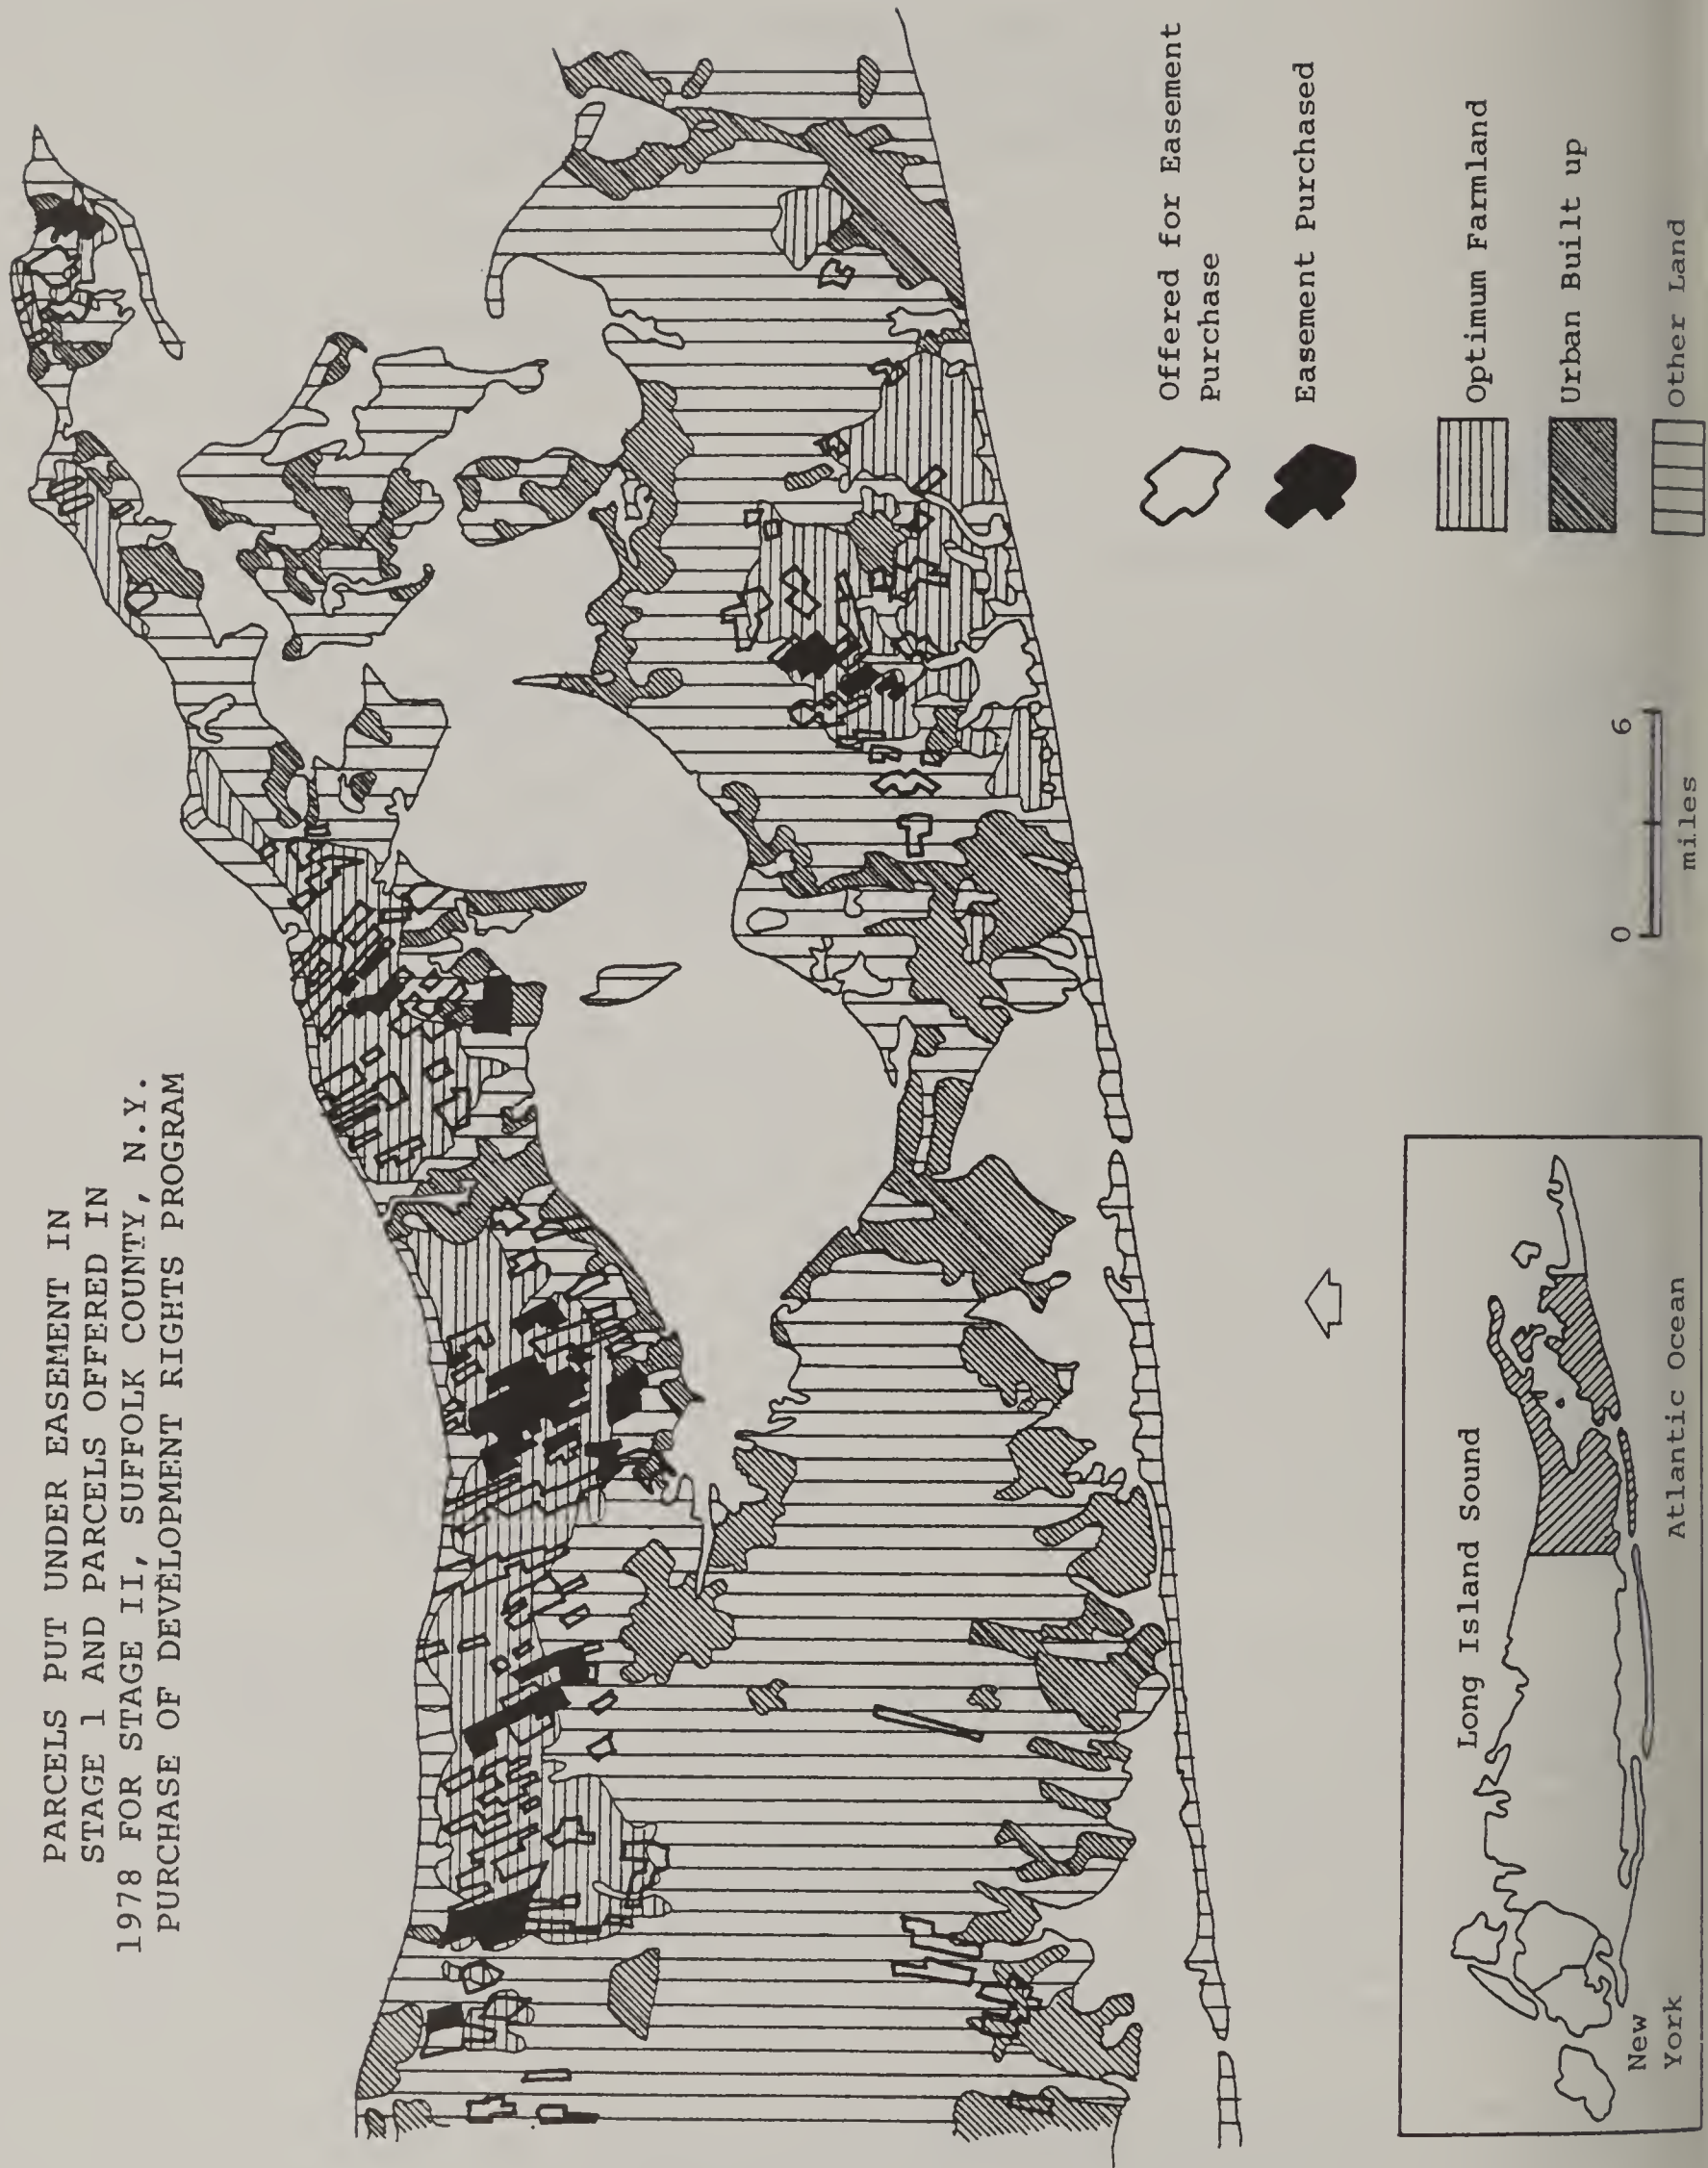 PARCELS PUT UNDER EASEMENT IN
STAGE 1 AND PARCELS OFFERED IN
1978 FOR STAGE II, SUFFOLK COUNTY, N.Y.
PURCHASE OF DEVELOPMENT RIGHTS PROGRAM
Offered for Easement
Purchase
Easement Purchased
Optimum Farmland
Urban Built up
Other Land
0 6
miles
Long Island Sound
Atlantic Ocean
New
York